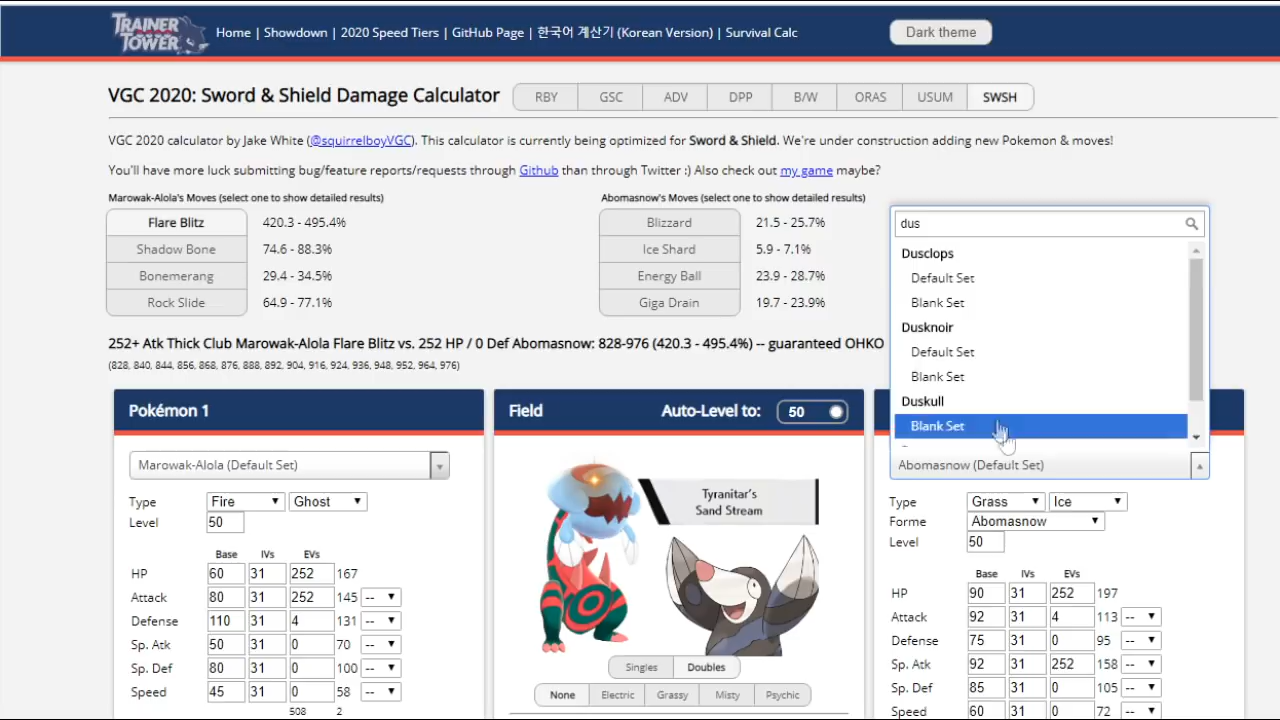 TRAINER TOWER
Home | Showdown | 2020 Speed Tiers | GitHub Page | 한국어 계산기 (Korean Version) | Survival Calc
Dark theme
VGC 2020: Sword & Shield Damage Calculator
RBY GSC ADV DPP B/W ORAS USUM SWSH
VGC 2020 calculator by Jake White (@squirrelboyVGC). This calculator is currently being optimized for Sword & Shield. We're under construction adding new Pokemon & moves!
You'll have more luck submitting bug/feature reports/requests through Github than through Twitter :) Also check out my game maybe?
Marowak-Alola's Moves (select one to show detailed results)
Flare Blitz 420.3 - 495.4%
Shadow Bone 74.6 - 88.3%
Bonemerang 29.4 - 34.5%
Rock Slide 64.9 - 77.1%
Abomasnow's Moves (select one to show detailed results)
Blizzard 21.5 - 25.7%
Ice Shard 5.9 - 7.1%
Energy Ball 23.9 - 28.7%
Giga Drain 19.7 - 23.9%
dus
Dusclops
Default Set
Blank Set
Dusknoir
Default Set
Blank Set
Duskull
Blank Set
252+ Atk Thick Club Marowak-Alola Flare Blitz vs. 252 HP / 0 Def Abomasnow: 828-976 (420.3 - 495.4%) -- guaranteed OHKO
(828, 840, 844, 856, 868, 876, 888, 892, 904, 916, 924, 936, 948, 952, 964, 976)
Pokémon 1
Marowak-Alola (Default Set)
Type Fire Ghost
Level 50
Base IVs EVs
HP 60 31 252 167
Attack 80 31 252 145 --
Defense 110 31 4 131 --
Sp. Atk 50 31 0 70 --
Sp. Def 80 31 0 100 --
Speed 45 31 0 58 --
508 2
Field Auto-Level to: 50
Tyranitar's
Sand Stream
Singles Doubles
None Electric Grassy Misty Psychic
Abomasnow (Default Set)
Type Grass Ice
Forme Abomasnow
Level 50
Base IVs EVs
HP 90 31 252 197
Attack 92 31 4 113 --
Defense 75 31 0 95 --
Sp. Atk 92 31 252 158 --
Sp. Def 85 31 0 105 --
Speed 60 31 0 72 --